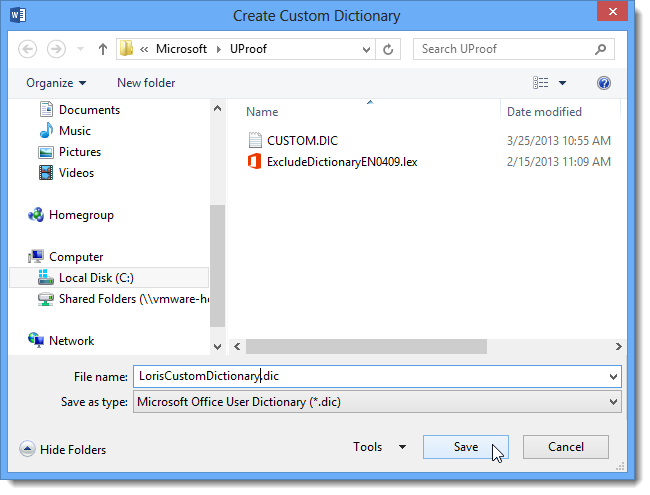 Create Custom Dictionary
« Microsoft UProof
Search UProof
Organize New folder
Name Date modified
Documents
Music
Pictures
Videos
Homegroup
Computer
Local Disk (C:)
Shared Folders (\\vmware-h
Network
CUSTOM.DIC 3/25/2013 10:55 AM
ExcludeDictionaryEN0409.lex 2/15/2013 11:09 AM
File name: LorisCustomDictionary.dic
Save as type: Microsoft Office User Dictionary (*.dic)
Hide Folders Tools Save Cancel